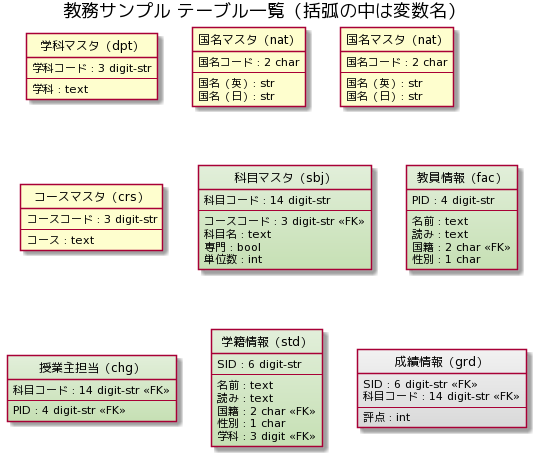 教務サンプル テーブル一覧（括弧の中は変数名）
学科マスタ（dpt）
学科コード : 3 digit-str
学科 : text
国名マスタ（nat）
国名コード : 2 char
国名（英）: str
国名（日）: str
国名マスタ（nat）
国名コード : 2 char
国名（英）: str
国名（日）: str
コースマスタ（crs）
コースコード : 3 digit-str
コース : text
科目マスタ（sbj）
科目コード : 14 digit-str
コースコード : 3 digit-str «FK»
科目名 : text
専門 : bool
単位数 : int
教員情報（fac）
PID : 4 digit-str
名前 : text
読み : text
国籍 : 2 char «FK»
性別 : 1 char
授業主担当（chg）
科目コード : 14 digit-str «FK»
PID : 4 digit-str «FK»
学籍情報（std）
SID : 6 digit-str
名前 : text
読み : text
国籍 : 2 char «FK»
性別 : 1 char
学科 : 3 digit «FK»
成績情報（grd）
SID : 6 digit-str «FK»
科目コード : 14 digit-str «FK»
評点 : int